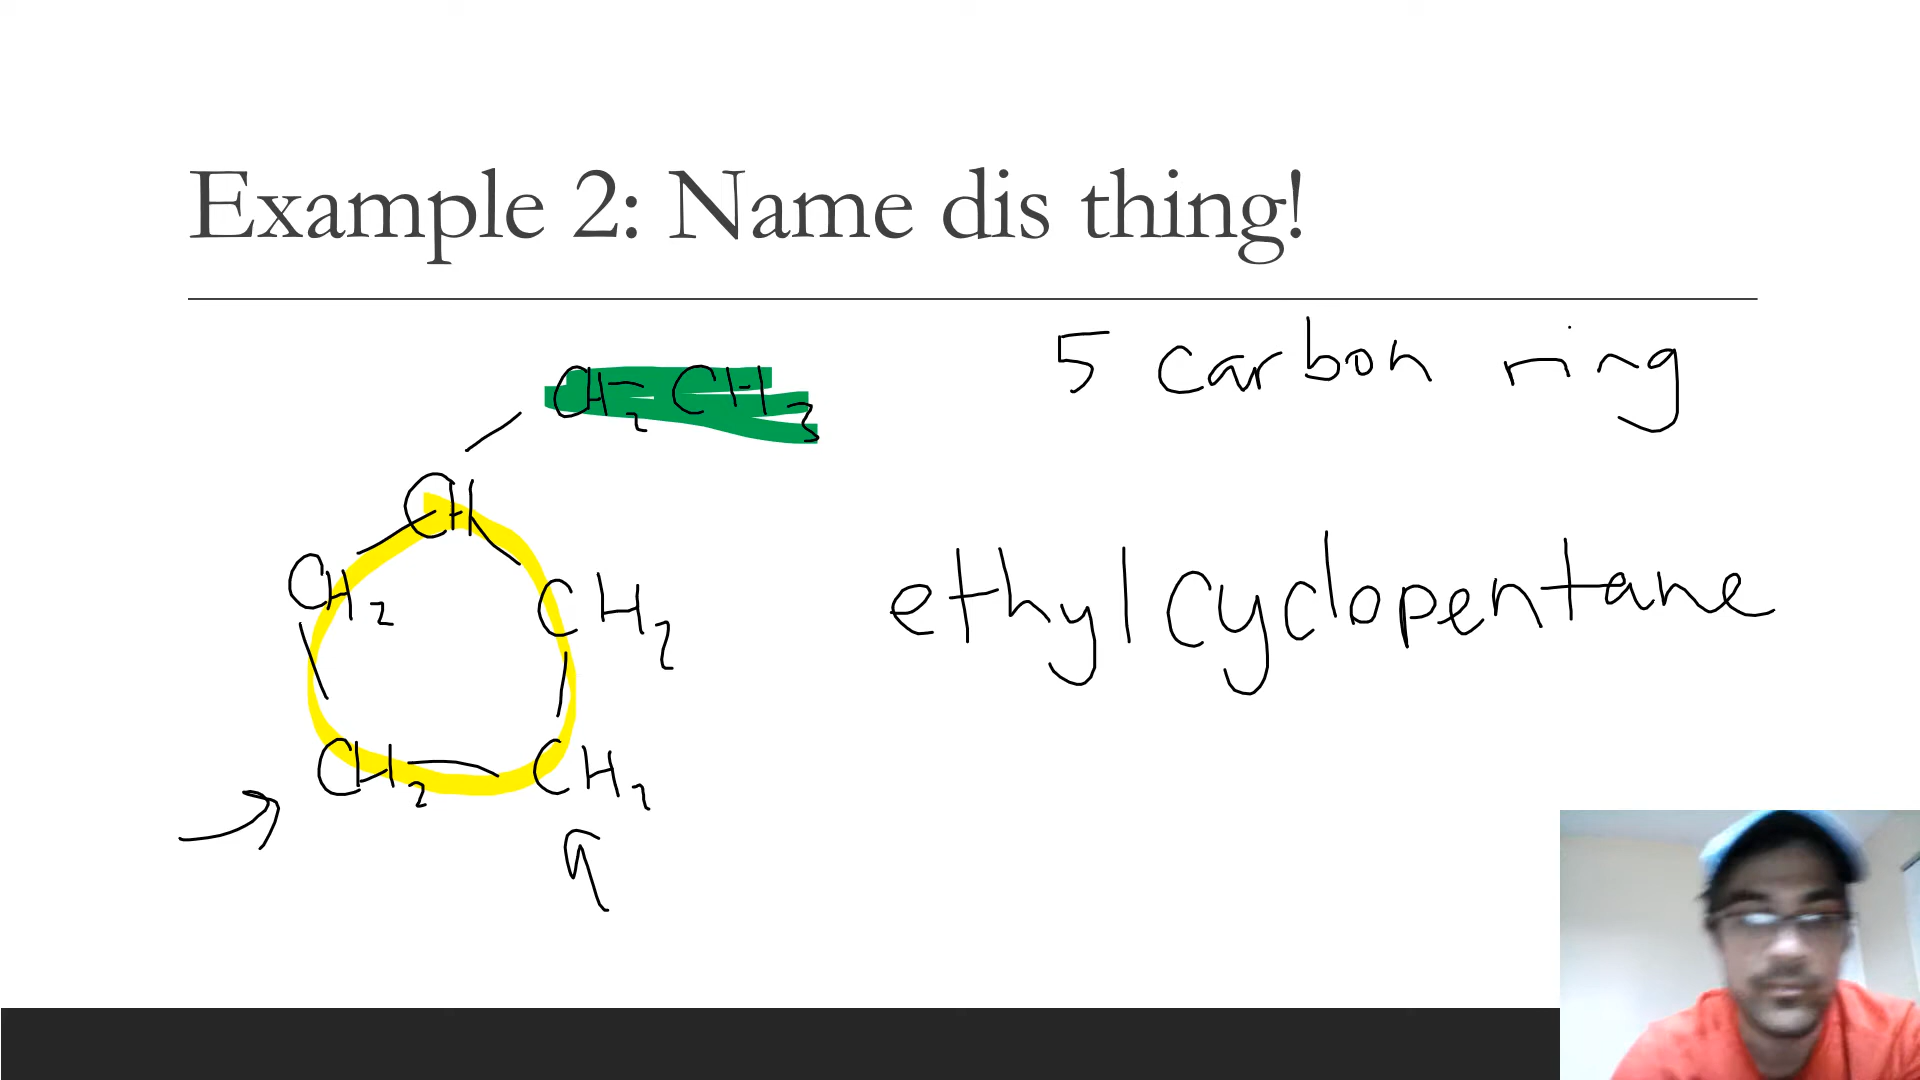 Example 2: Name dis thing!
5 carbon ring
CH2 CH3
CH
CH2 CH2
ethylcyclopentane
CH2 CH2